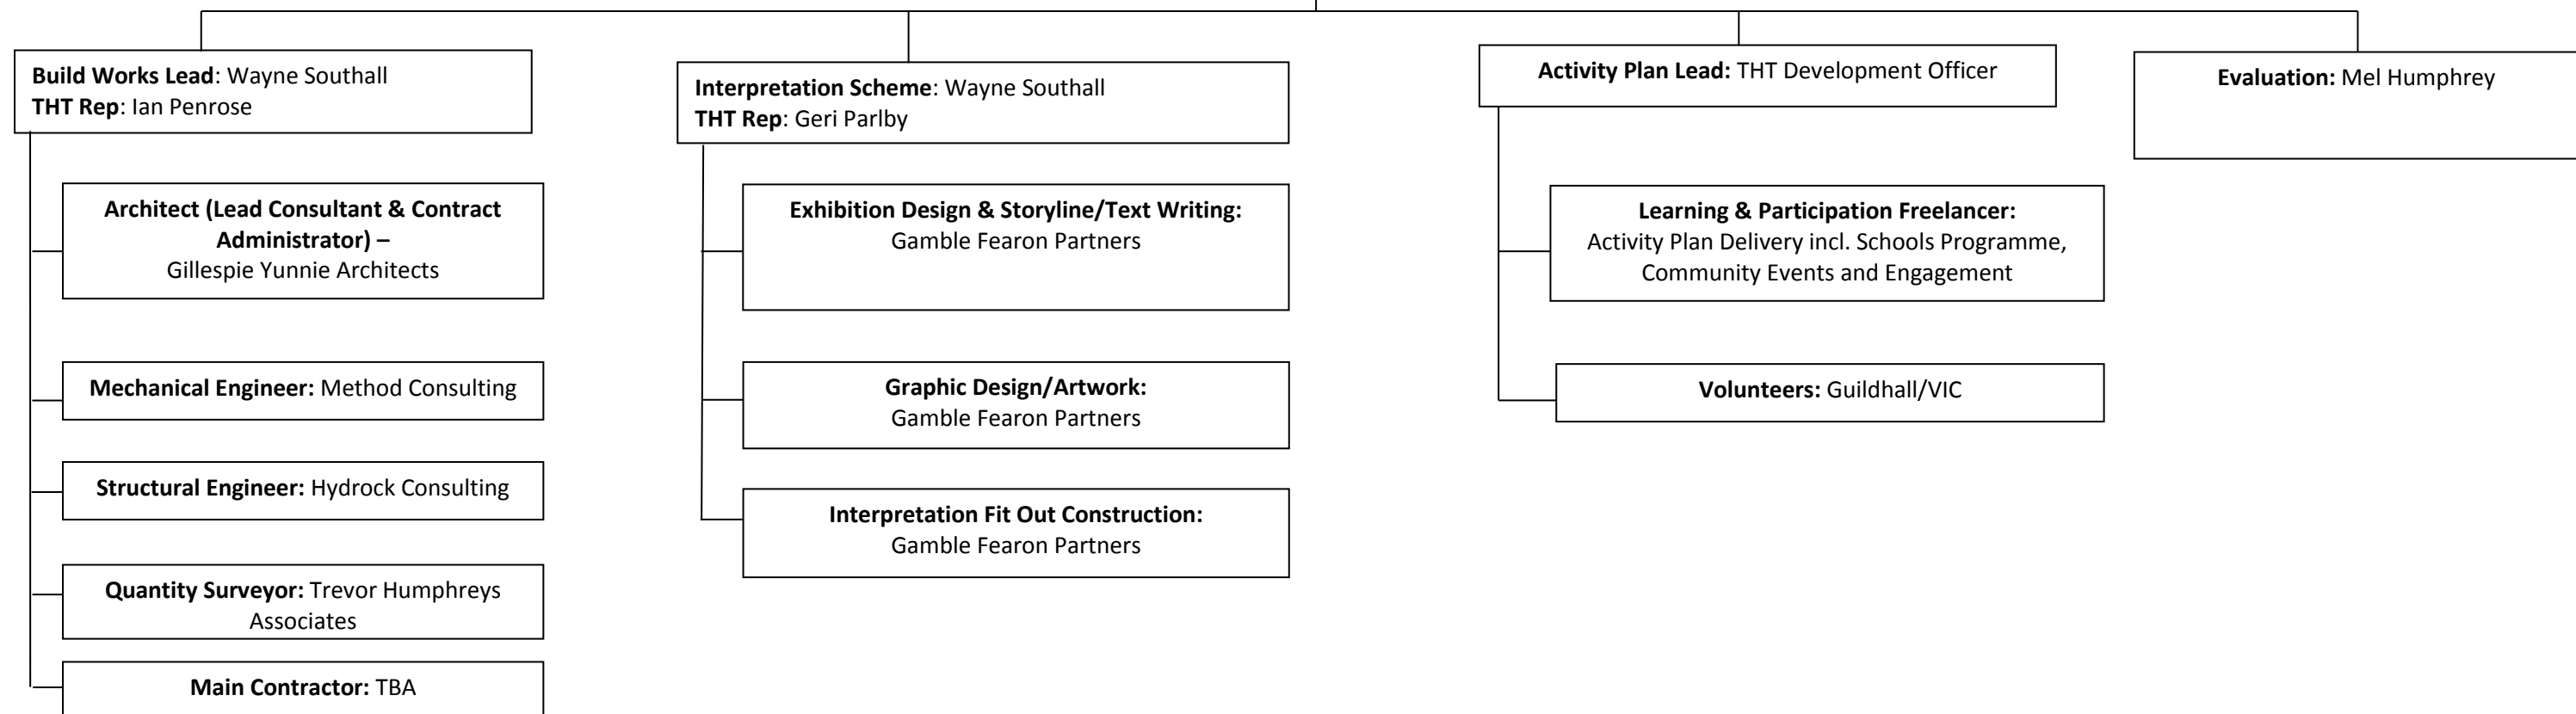 Build Works Lead: Wayne Southall
THT Rep: Ian Penrose
Architect (Lead Consultant & Contract
Administrator) –
Gillespie Yunnie Architects
Mechanical Engineer: Method Consulting
Structural Engineer: Hydrock Consulting
Quantity Surveyor: Trevor Humphreys
Associates
Main Contractor: TBA
Interpretation Scheme: Wayne Southall
THT Rep: Geri Parlby
Exhibition Design & Storyline/Text Writing:
Gamble Fearon Partners
Graphic Design/Artwork:
Gamble Fearon Partners
Interpretation Fit Out Construction:
Gamble Fearon Partners
Activity Plan Lead: THT Development Officer
Learning & Participation Freelancer:
Activity Plan Delivery incl. Schools Programme,
Community Events and Engagement
Volunteers: Guildhall/VIC
Evaluation: Mel Humphrey